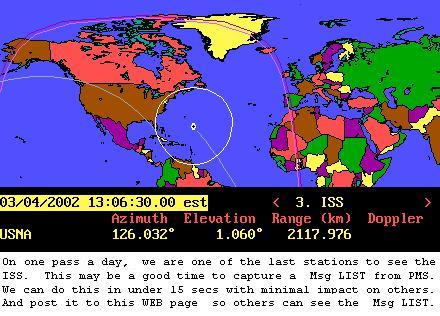 03/04/2002 13:06:30.00 est < 3. ISS >
Azimuth Elevation Range (km) Doppler
USNA 126.032° 1.060° 2117.976
On one pass a day, we are one of the last stations to see the
ISS. This may be a good time to capture a Msg LIST from PMS.
We can do this in under 15 secs with minimal impact on others.
And post it to this WEB page so others can see the Msg LIST.